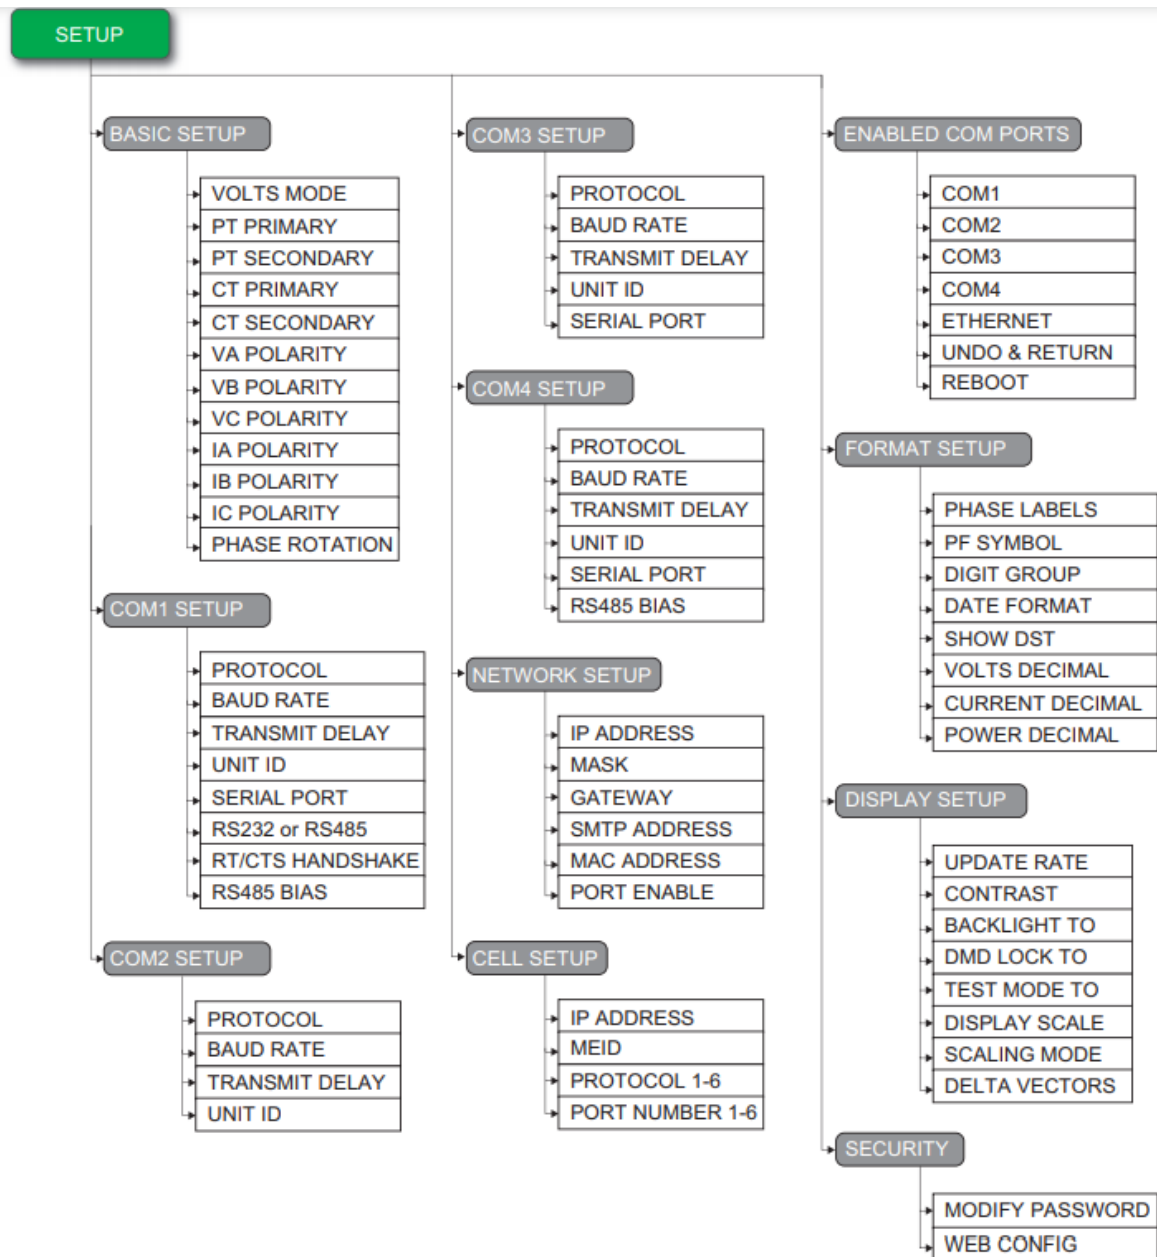 SETUP
BASIC SETUP
VOLTS MODE
PT PRIMARY
PT SECONDARY
CT PRIMARY
CT SECONDARY
VA POLARITY
VB POLARITY
VC POLARITY
IA POLARITY
IB POLARITY
IC POLARITY
PHASE ROTATION
COM1 SETUP
PROTOCOL
BAUD RATE
TRANSMIT DELAY
UNIT ID
SERIAL PORT
RS232 or RS485
RT/CTS HANDSHAKE
RS485 BIAS
COM2 SETUP
PROTOCOL
BAUD RATE
TRANSMIT DELAY
UNIT ID
COM3 SETUP
PROTOCOL
BAUD RATE
TRANSMIT DELAY
UNIT ID
SERIAL PORT
COM4 SETUP
PROTOCOL
BAUD RATE
TRANSMIT DELAY
UNIT ID
SERIAL PORT
RS485 BIAS
NETWORK SETUP
IP ADDRESS
MASK
GATEWAY
SMTP ADDRESS
MAC ADDRESS
PORT ENABLE
CELL SETUP
IP ADDRESS
MEID
PROTOCOL 1-6
PORT NUMBER 1-6
ENABLED COM PORTS
COM1
COM2
COM3
COM4
ETHERNET
UNDO & RETURN
REBOOT
FORMAT SETUP
PHASE LABELS
PF SYMBOL
DIGIT GROUP
DATE FORMAT
SHOW DST
VOLTS DECIMAL
CURRENT DECIMAL
POWER DECIMAL
DISPLAY SETUP
UPDATE RATE
CONTRAST
BACKLIGHT TO
DMD LOCK TO
TEST MODE TO
DISPLAY SCALE
SCALING MODE
DELTA VECTORS
SECURITY
MODIFY PASSWORD
WEB CONFIG